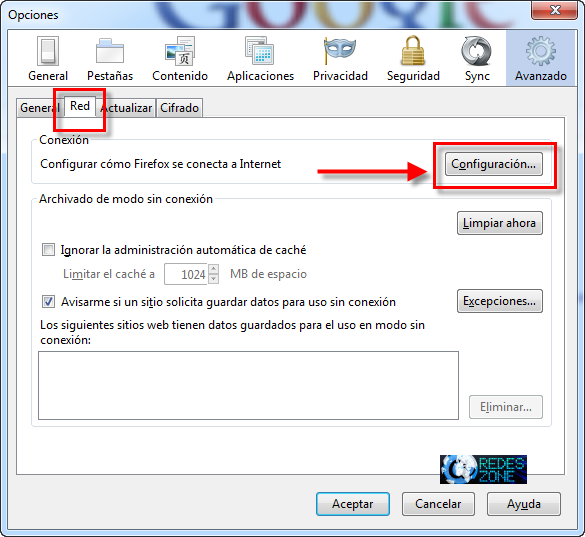 Google
Opciones
General Pestañas Contenido Aplicaciones Privacidad Seguridad Sync Avanzado
General Red Actualizar Cifrado
Conexión
Configurar cómo Firefox se conecta a Internet Configuración...
Archivado de modo sin conexión
Limpiar ahora
Ignorar la administración automática de caché
Limitar el caché a 1024 MB de espacio
Avisarme si un sitio solicita guardar datos para uso sin conexión Excepciones...
Los siguientes sitios web tienen datos guardados para el uso en modo sin
conexión:
Eliminar...
REDES
ZONE
Aceptar Cancelar Ayuda